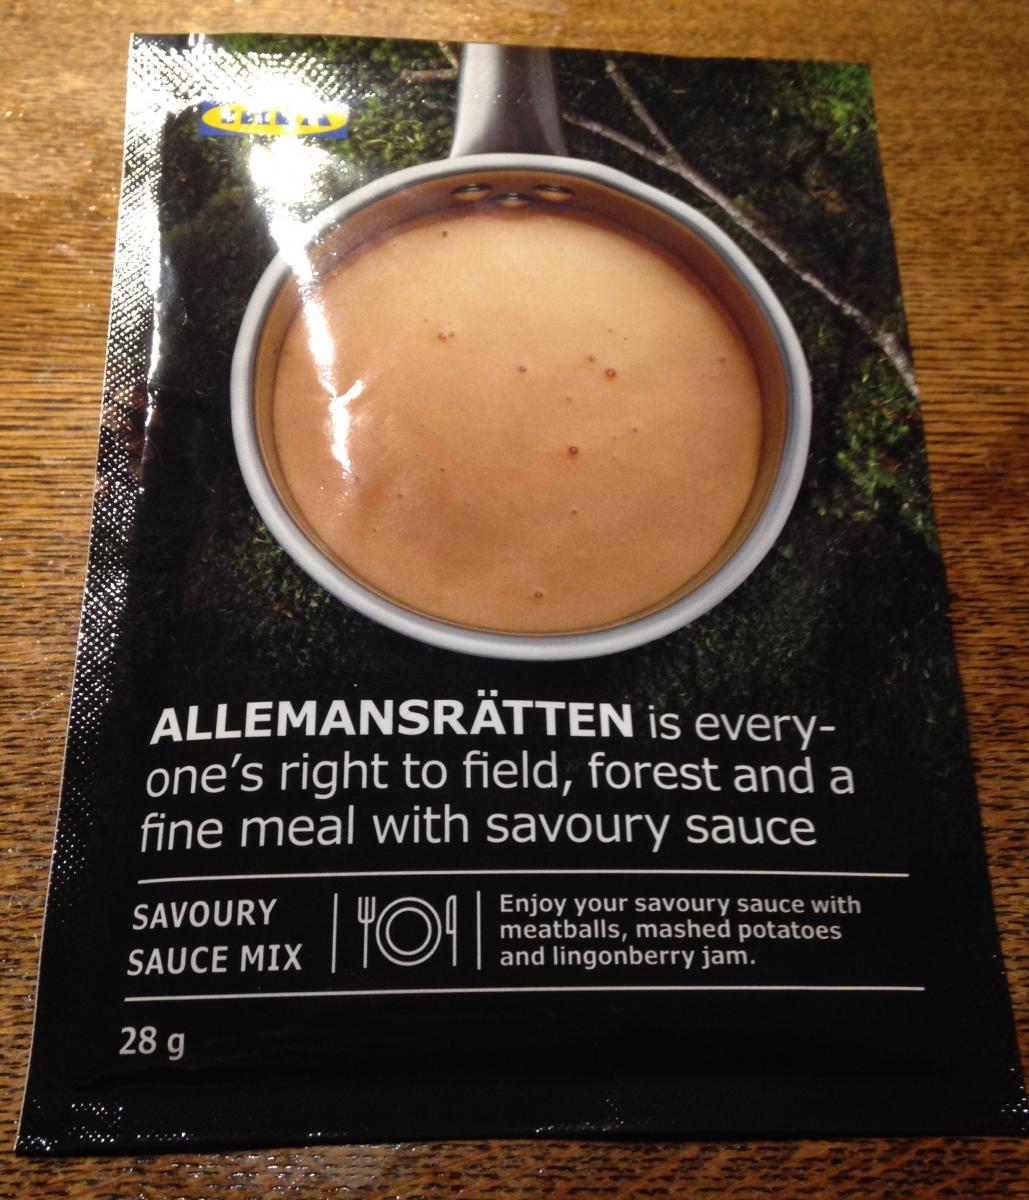 IKEA
ALLEMANSRÄTTEN is every-
one's right to field, forest and a
fine meal with savoury sauce
SAVOURY
SAUCE MIX
Enjoy your savoury sauce with
meatballs, mashed potatoes
and lingonberry jam.
28 g